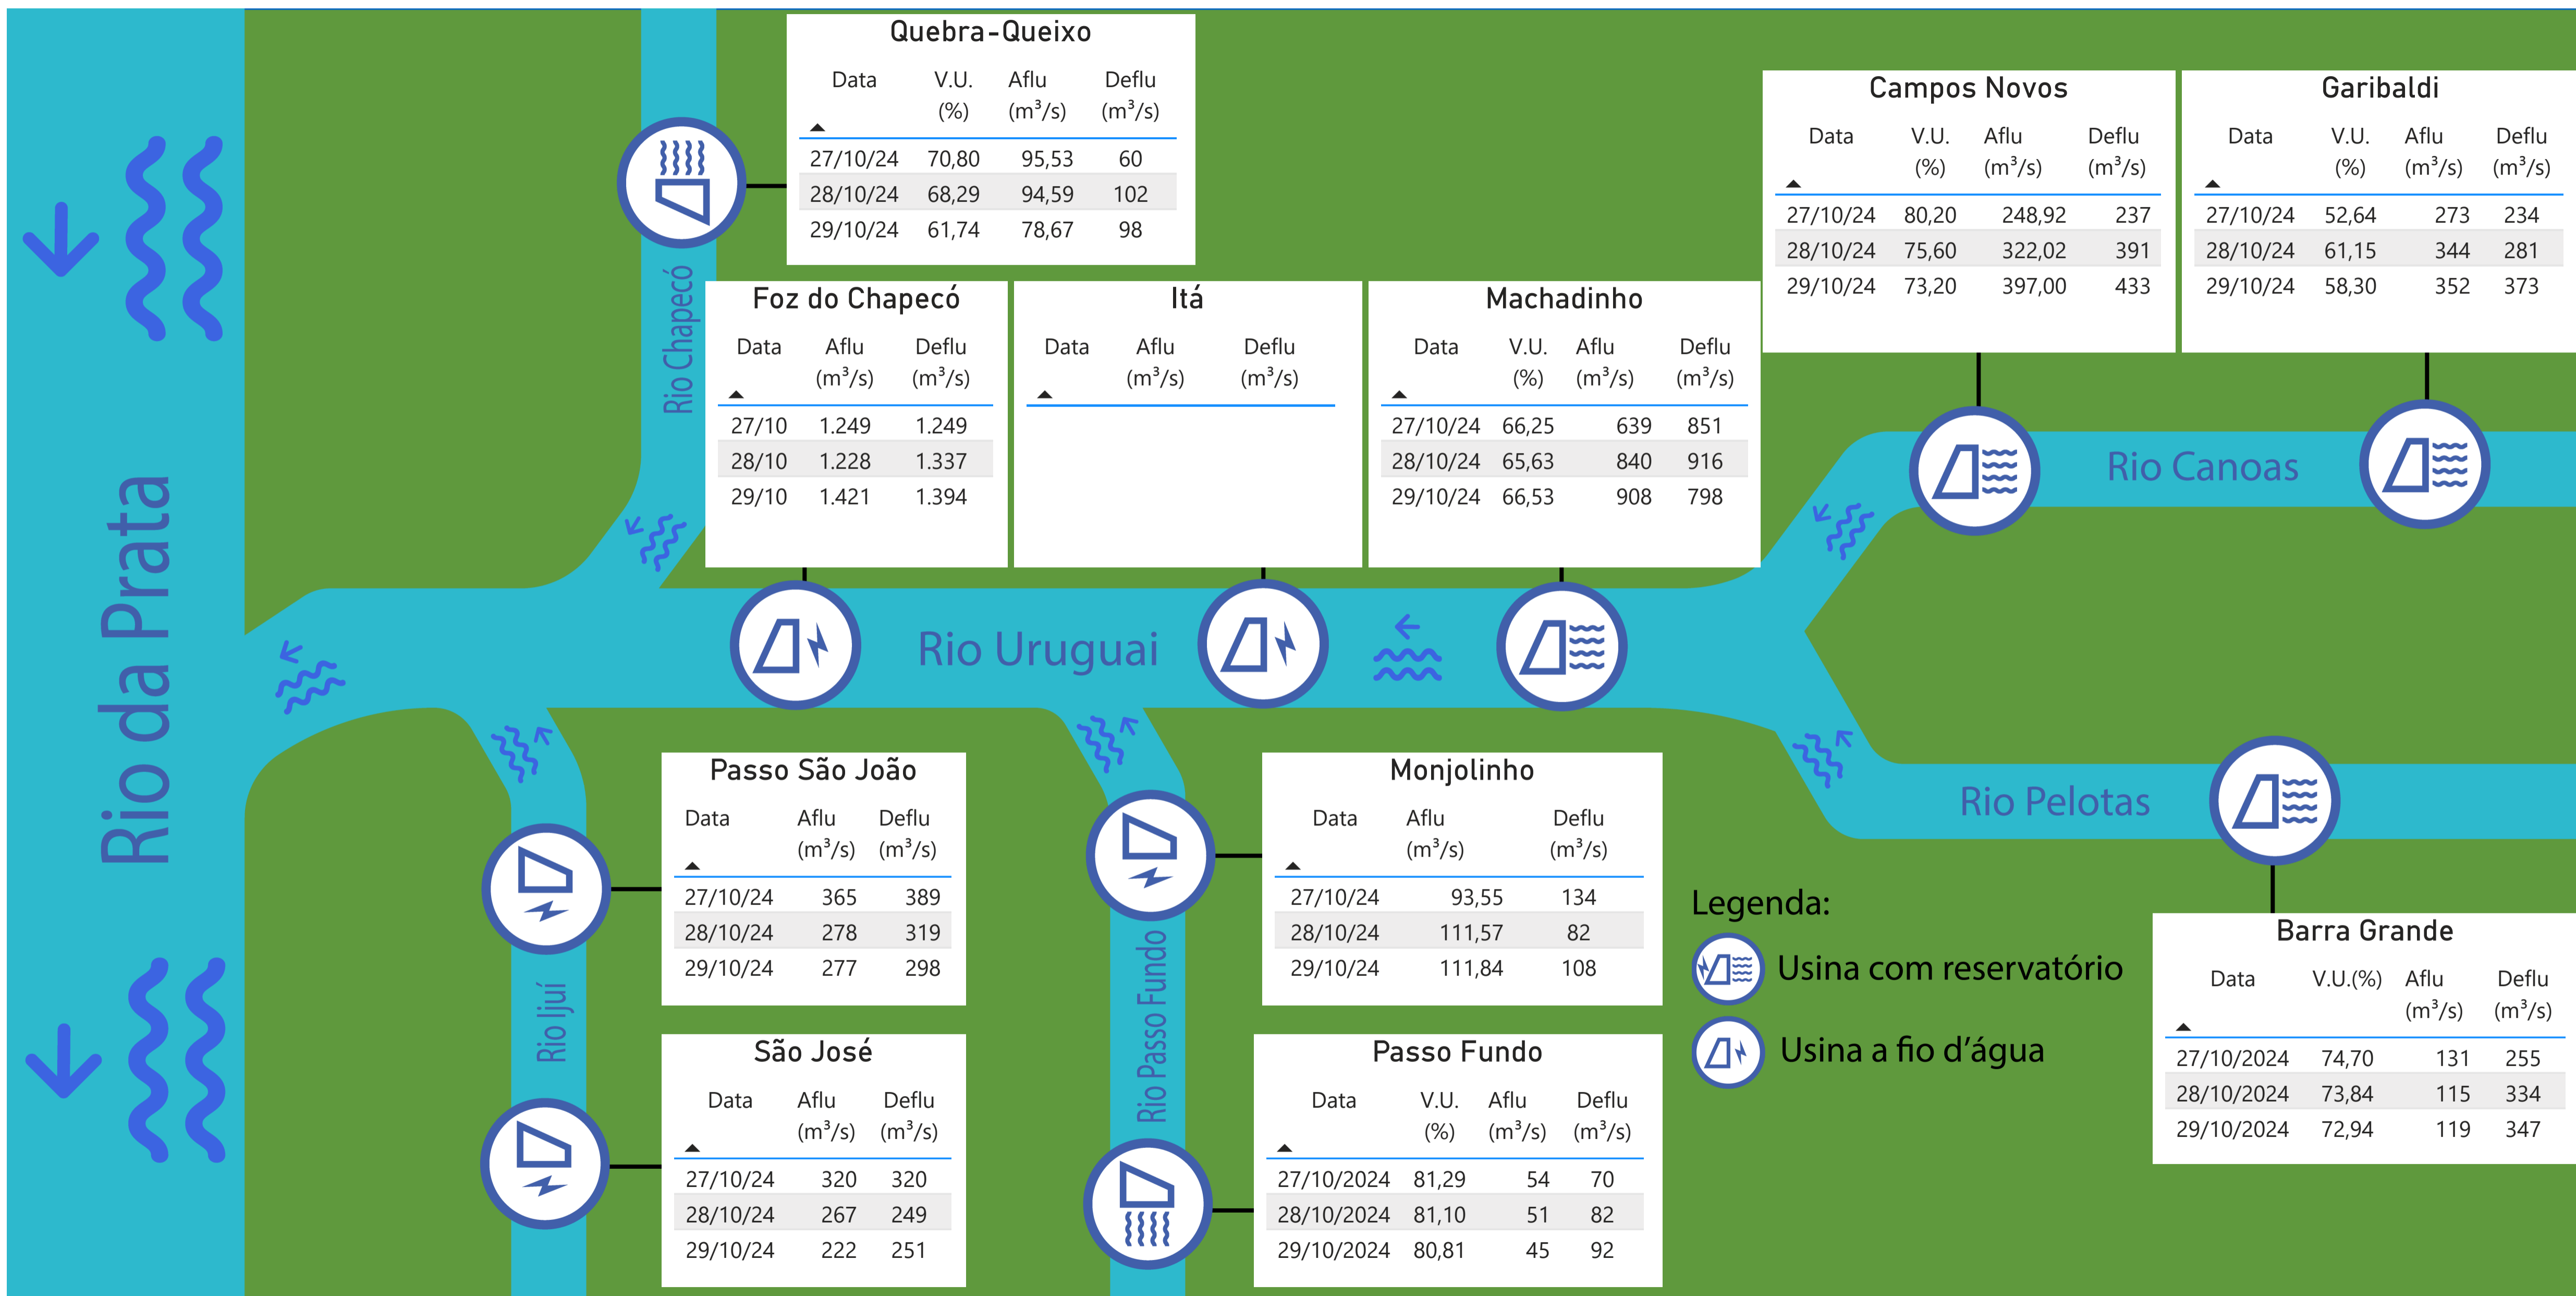 Quebra-Queixo
Data V.U. (%) Aflu (m³/s) Deflu (m³/s)
27/10/24 70,80 95,53 60
28/10/24 68,29 94,59 102
29/10/24 61,74 78,67 98
Campos Novos
Data V.U. (%) Aflu (m³/s) Deflu (m³/s)
27/10/24 80,20 248,92 237
28/10/24 75,60 322,02 391
29/10/24 73,20 397,00 433
Garibaldi
Data V.U. (%) Aflu (m³/s) Deflu (m³/s)
27/10/24 52,64 273 234
28/10/24 61,15 344 281
29/10/24 58,30 352 373
Rio Chapecó
Foz do Chapecó
Data Aflu (m³/s) Deflu (m³/s)
27/10 1.249 1.249
28/10 1.228 1.337
29/10 1.421 1.394
Itá
Data Aflu (m³/s) Deflu (m³/s)
Machadinho
Data V.U. (%) Aflu (m³/s) Deflu (m³/s)
27/10/24 66,25 639 851
28/10/24 65,63 840 916
29/10/24 66,53 908 798
Rio Canoas
Rio da Prata
Rio Uruguai
Rio Pelotas
Passo São João
Data Aflu (m³/s) Deflu (m³/s)
27/10/24 365 389
28/10/24 278 319
29/10/24 277 298
Monjolinho
Data Aflu (m³/s) Deflu (m³/s)
27/10/24 93,55 134
28/10/24 111,57 82
29/10/24 111,84 108
Rio Ijuí
Rio Passo Fundo
Legenda:
Usina com reservatório
Usina a fio d'água
Barra Grande
Data V.U.(%) Aflu (m³/s) Deflu (m³/s)
27/10/2024 74,70 131 255
28/10/2024 73,84 115 334
29/10/2024 72,94 119 347
São José
Data Aflu (m³/s) Deflu (m³/s)
27/10/24 320 320
28/10/24 267 249
29/10/24 222 251
Passo Fundo
Data V.U. (%) Aflu (m³/s) Deflu (m³/s)
27/10/2024 81,29 54 70
28/10/2024 81,10 51 82
29/10/2024 80,81 45 92